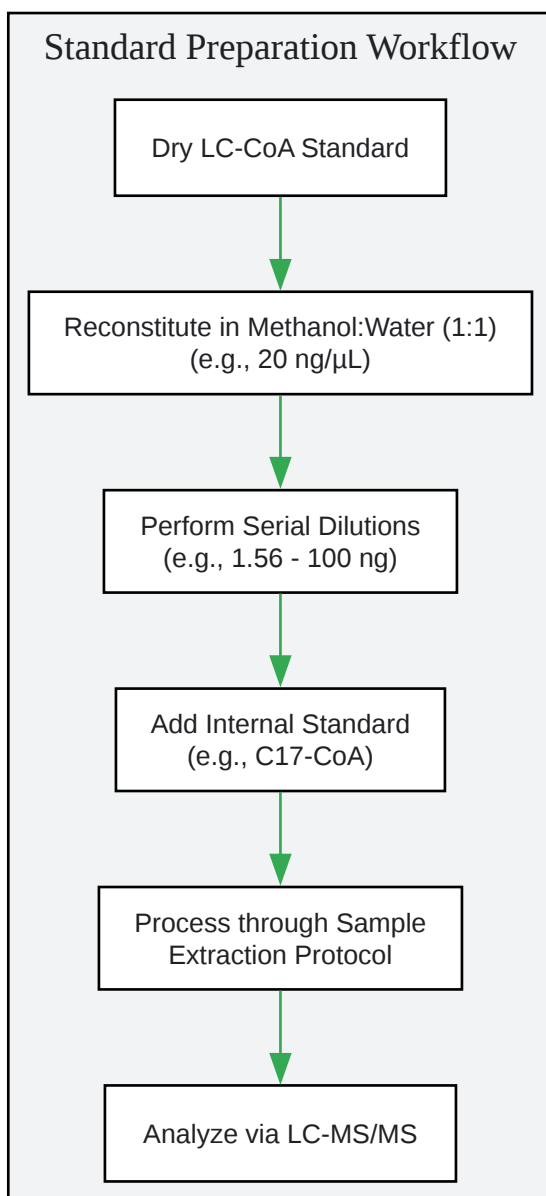 Standard Preparation Workflow
Dry LC-CoA Standard
Reconstitute in Methanol:Water (1:1)
(e.g., 20 ng/µL)
Perform Serial Dilutions
(e.g., 1.56 - 100 ng)
Add Internal Standard
(e.g., C17-CoA)
Process through Sample
Extraction Protocol
Analyze via LC-MS/MS